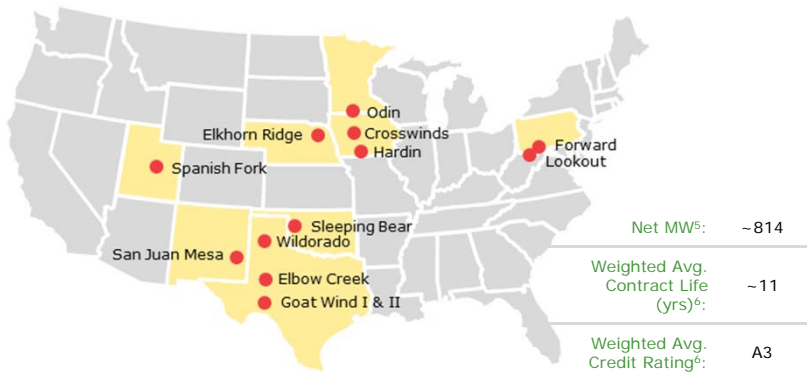 Odin
Elkhorn Ridge
Crosswinds
Hardin
Forward
Lookout
Spanish Fork
Sleeping Bear
Wildorado
San Juan Mesa
Elbow Creek
Goat Wind I & II
Net MW⁵: ~814
Weighted Avg.
Contract Life
(yrs)⁶: ~11
Weighted Avg.
Credit Rating⁶: A3